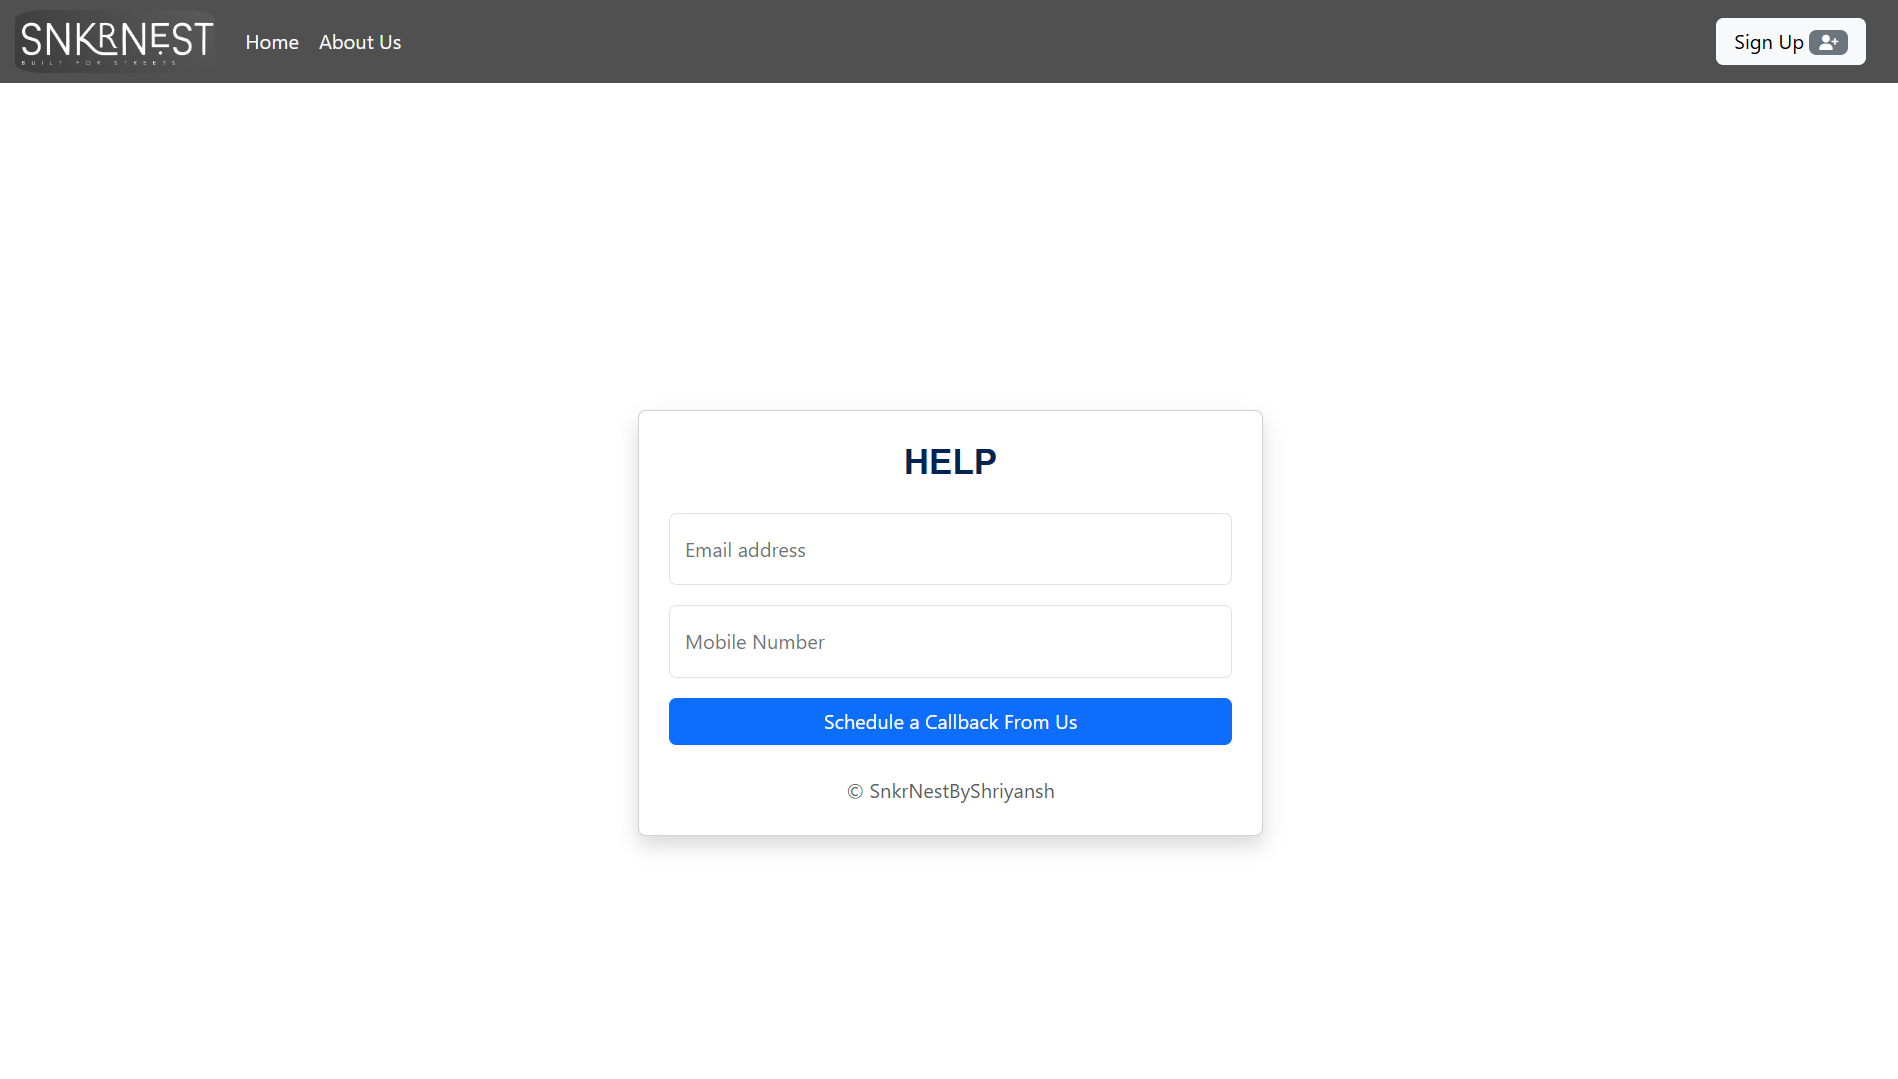 SNKRNEST
BUILT FOR STREETS
Home
About Us
Sign Up
HELP
Email address
Mobile Number
Schedule a Callback From Us
© SnkrNestByShriyansh